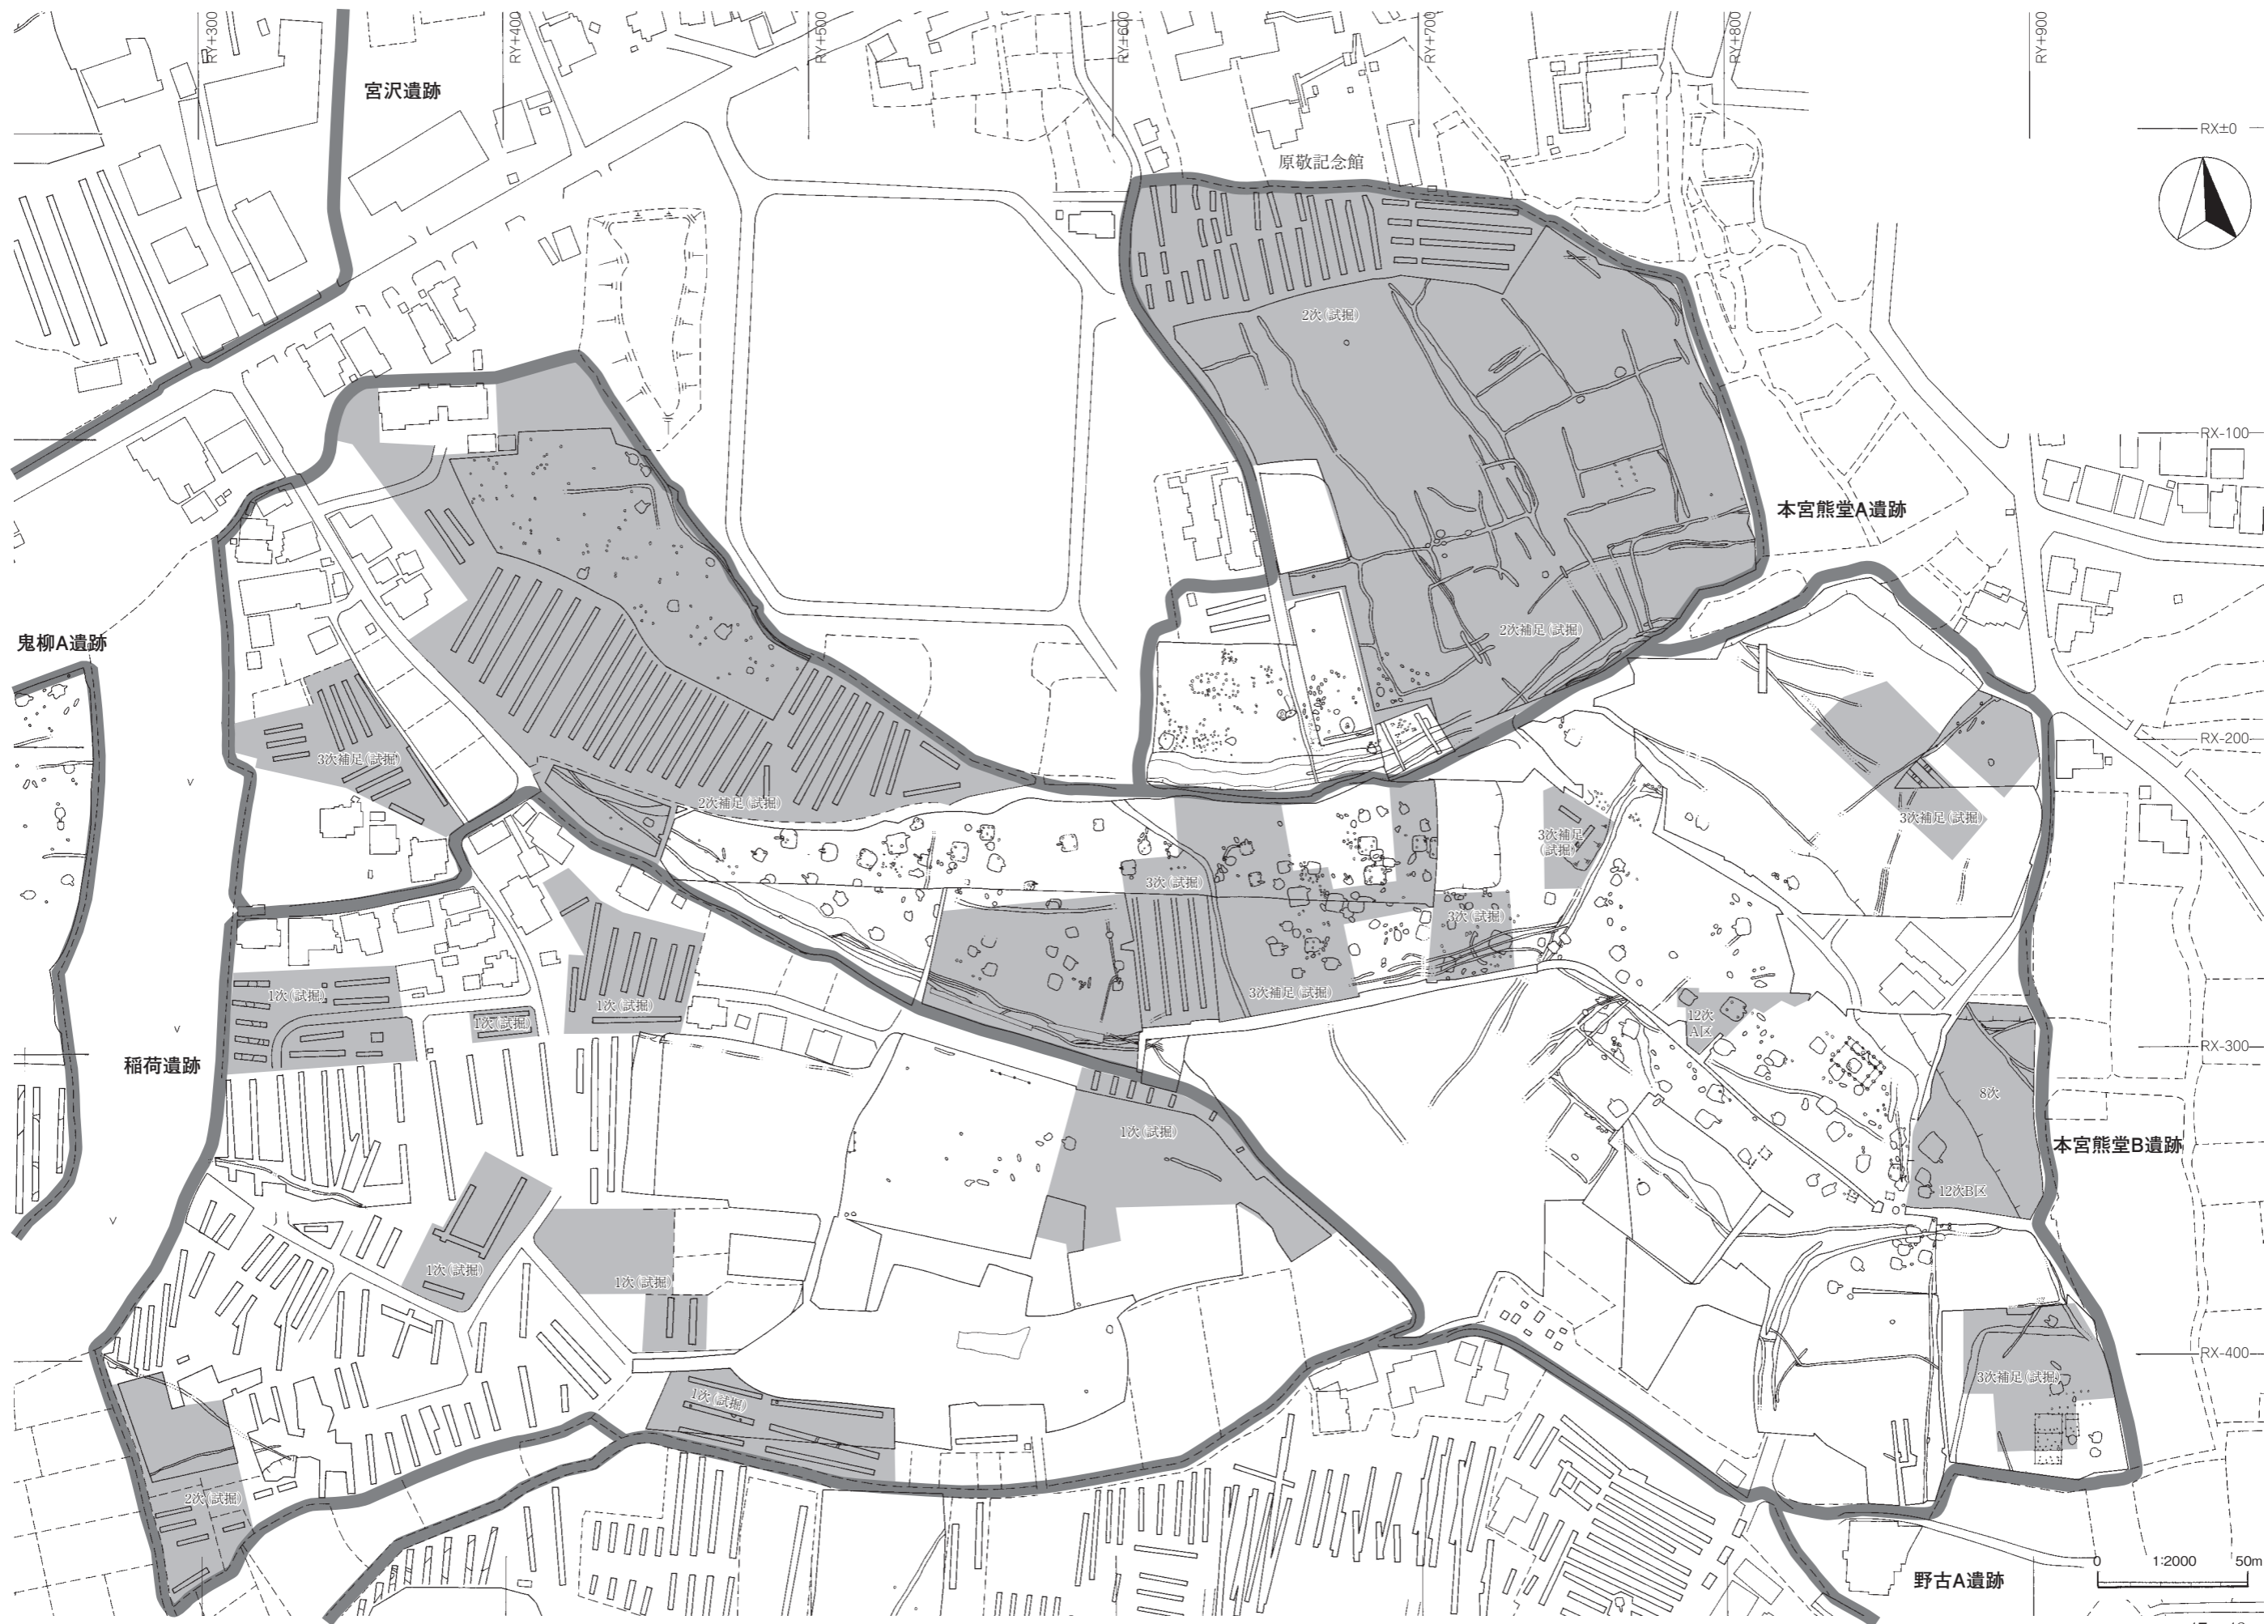 RY+300
RY+400
RY+500
RY+600
RY+700
RY+800
RY+900
宮沢遺跡
RX±0
原敬記念館
2次(試掘)
RX-100
本宮熊堂A遺跡
鬼柳A遺跡
2次補足(試掘)
3次補足(試掘)
RX-200
2次補足(試掘)
3次補足(試掘)
3次補足
(試掘)
3次(試掘)
3次(試掘)
1次(試掘)
3次補足(試掘)
1次(試掘)
1次(試掘)
12次
A区
RX-300
稲荷遺跡
8次
1次(試掘)
本宮熊堂B遺跡
12次B区
1次(試掘)
1次(試掘)
RX-400
3次補足(試掘)
1次(試掘)
2次(試掘)
0 1:2000 50m
野古A遺跡